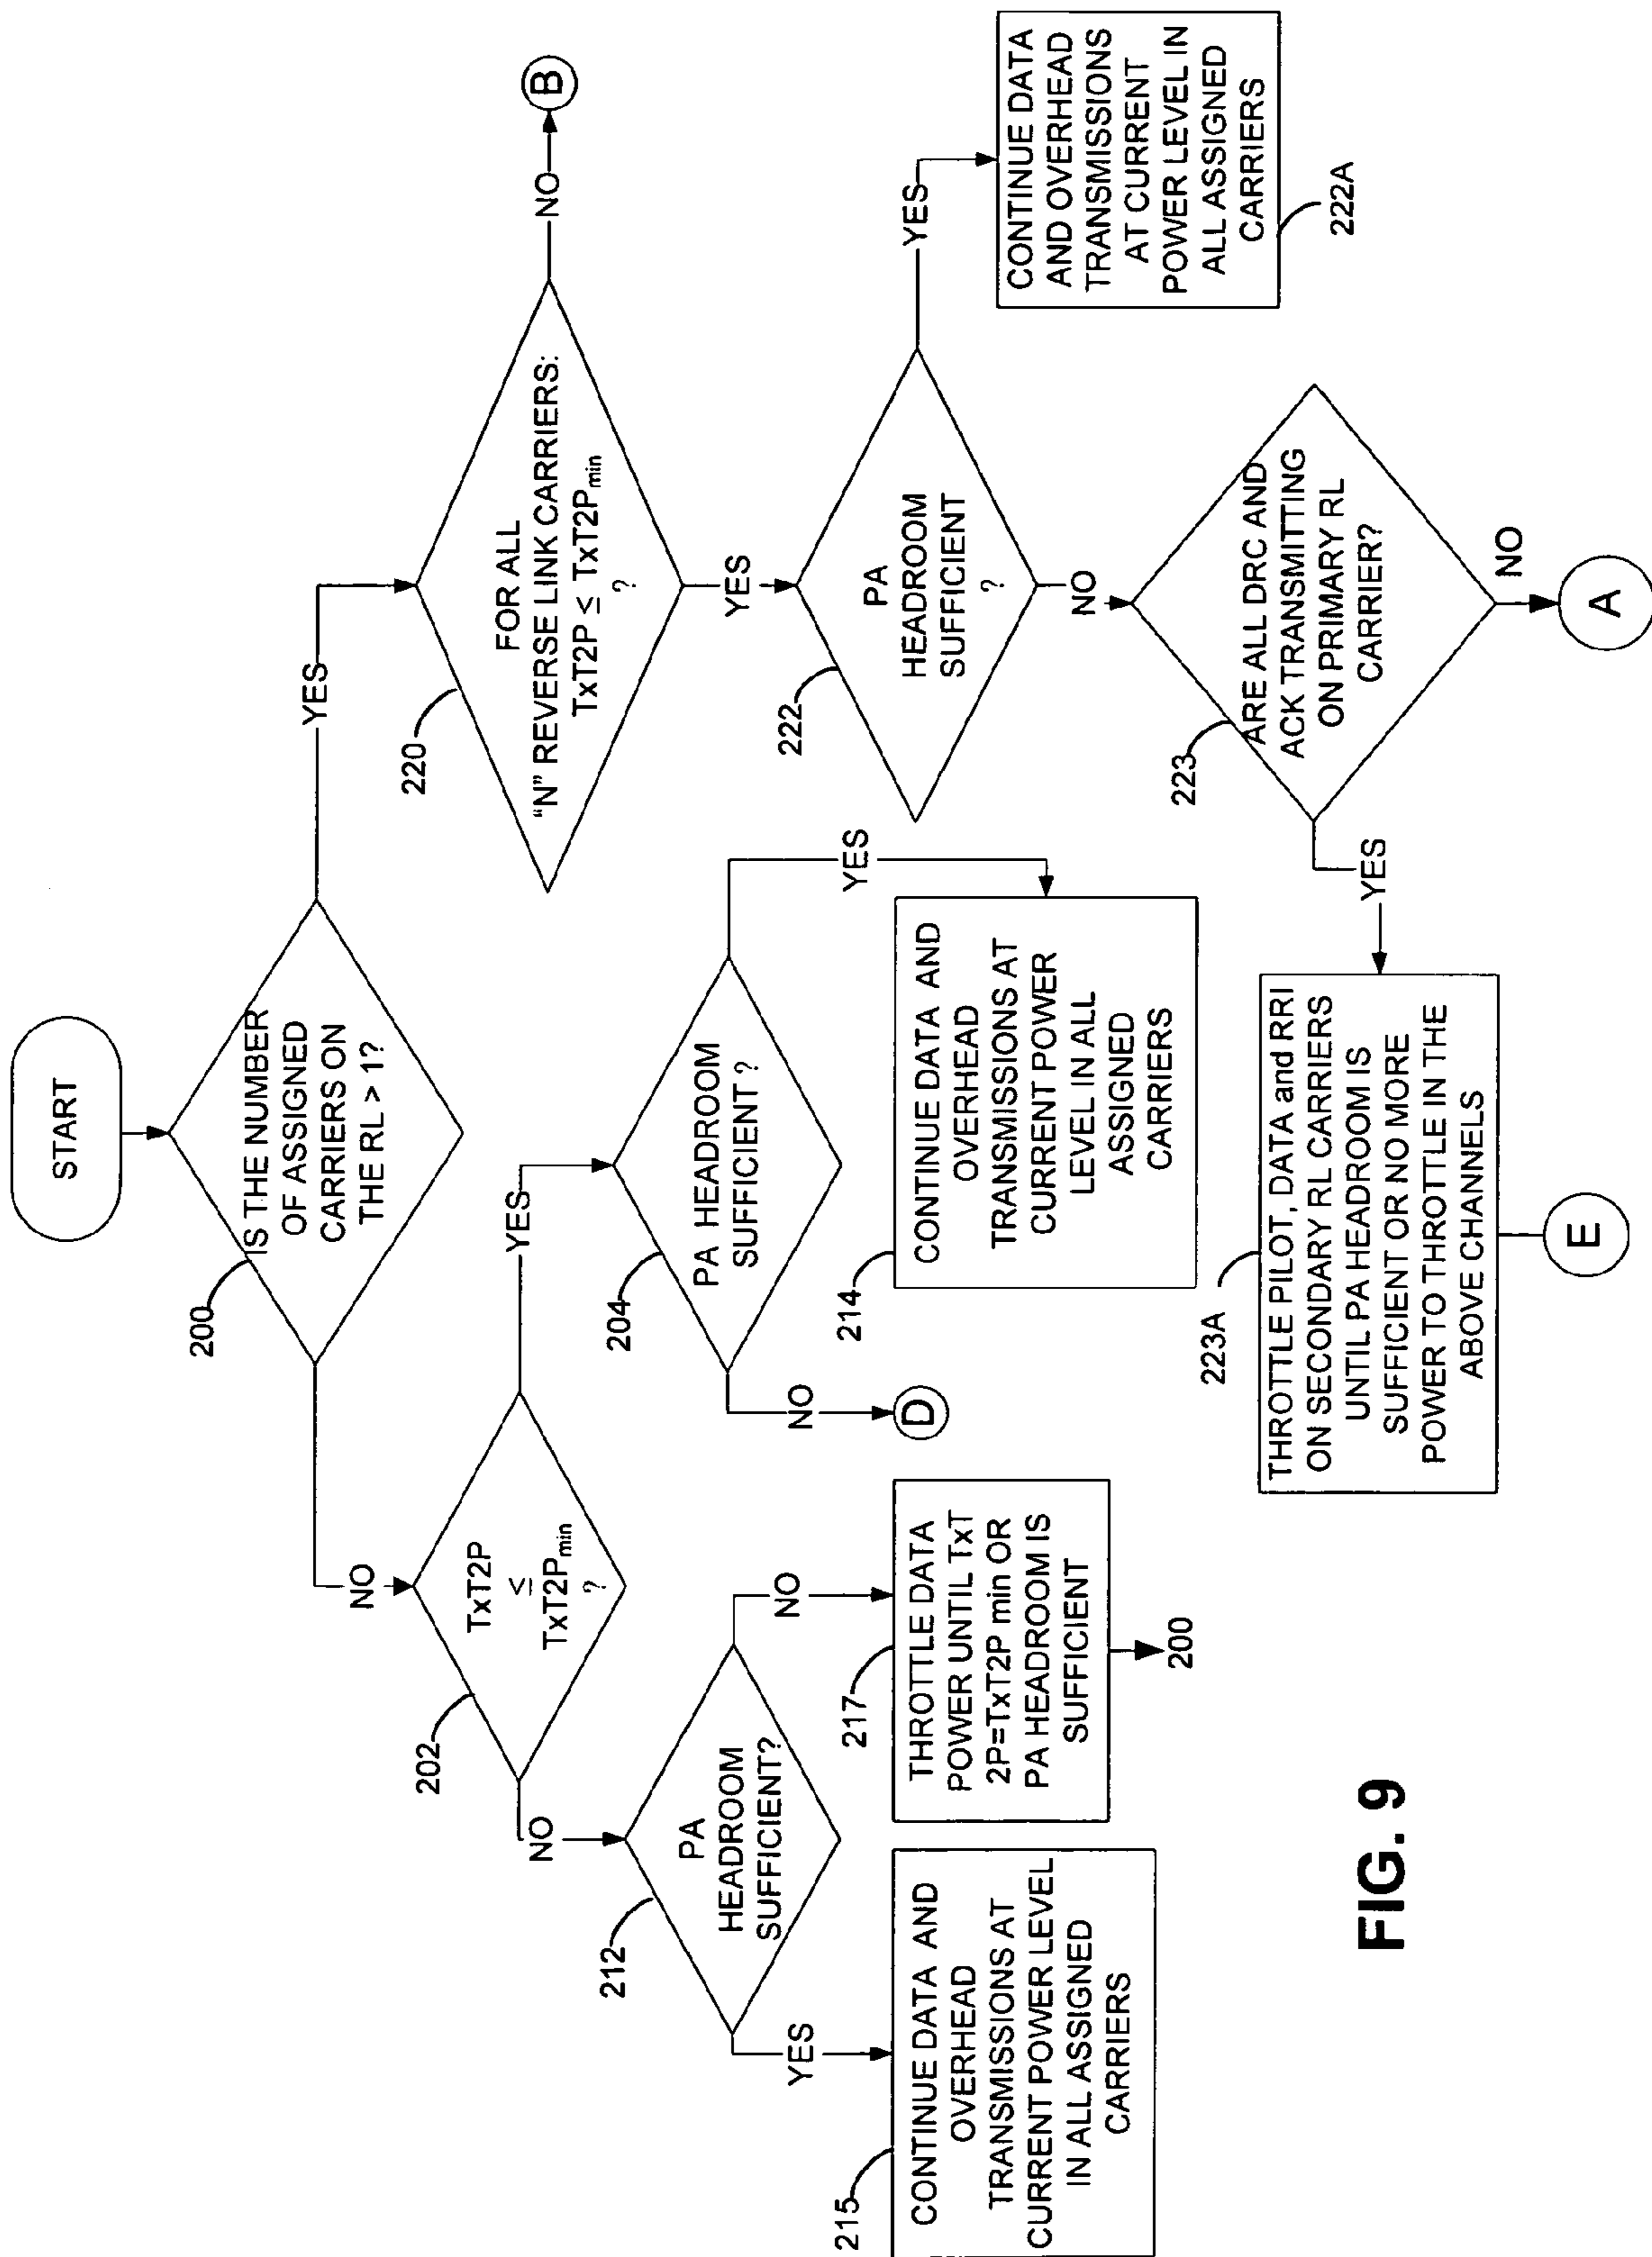 START
IS THE NUMBER
OF ASSIGNED
CARRIERS ON
THE RL > 1?
200
NO
YES
TxT2P
≤
TxT2Pmin
?
202
NO
YES
FOR ALL
"N" REVERSE LINK CARRIERS:
TxT2P ≤ TxT2Pmin
?
220
NO
B
YES
PA
HEADROOM
SUFFICIENT?
212
YES
NO
PA HEADROOM
SUFFICIENT ?
204
NO
D
YES
PA
HEADROOM
SUFFICIENT
?
222
YES
NO
CONTINUE DATA AND
OVERHEAD
TRANSMISSIONS AT
CURRENT POWER LEVEL
IN ALL ASSIGNED
CARRIERS
215
THROTTLE DATA
POWER UNTIL TxT
2P=TxT2P min OR
PA HEADROOM IS
SUFFICIENT
217
200
CONTINUE DATA AND
OVERHEAD
TRANSMISSIONS AT
CURRENT POWER
LEVEL IN ALL
ASSIGNED
CARRIERS
214
CONTINUE DATA
AND OVERHEAD
TRANSMISSIONS
AT CURRENT
POWER LEVEL IN
ALL ASSIGNED
CARRIERS
222A
ARE ALL DRC AND
ACK TRANSMITTING
ON PRIMARY RL
CARRIER?
223
YES
NO
A
THROTTLE PILOT, DATA and RRI
ON SECONDARY RL CARRIERS
UNTIL PA HEADROOM IS
SUFFICIENT OR NO MORE
POWER TO THROTTLE IN THE
ABOVE CHANNELS
223A
E
FIG. 9